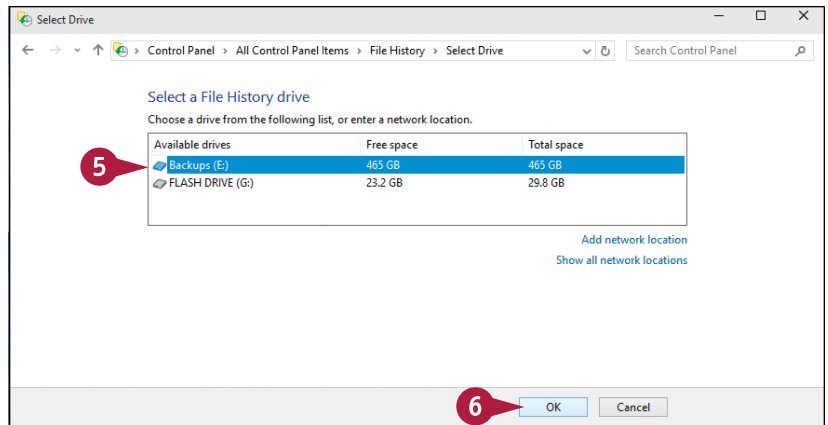 Select Drive
Control Panel > All Control Panel Items > File History > Select Drive
Search Control Panel
Select a File History drive
Choose a drive from the following list, or enter a network location.
Available drives Free space Total space
5 Backups (E:) 465 GB 465 GB
FLASH DRIVE (G:) 23.2 GB 29.8 GB
Add network location
Show all network locations
6 OK Cancel